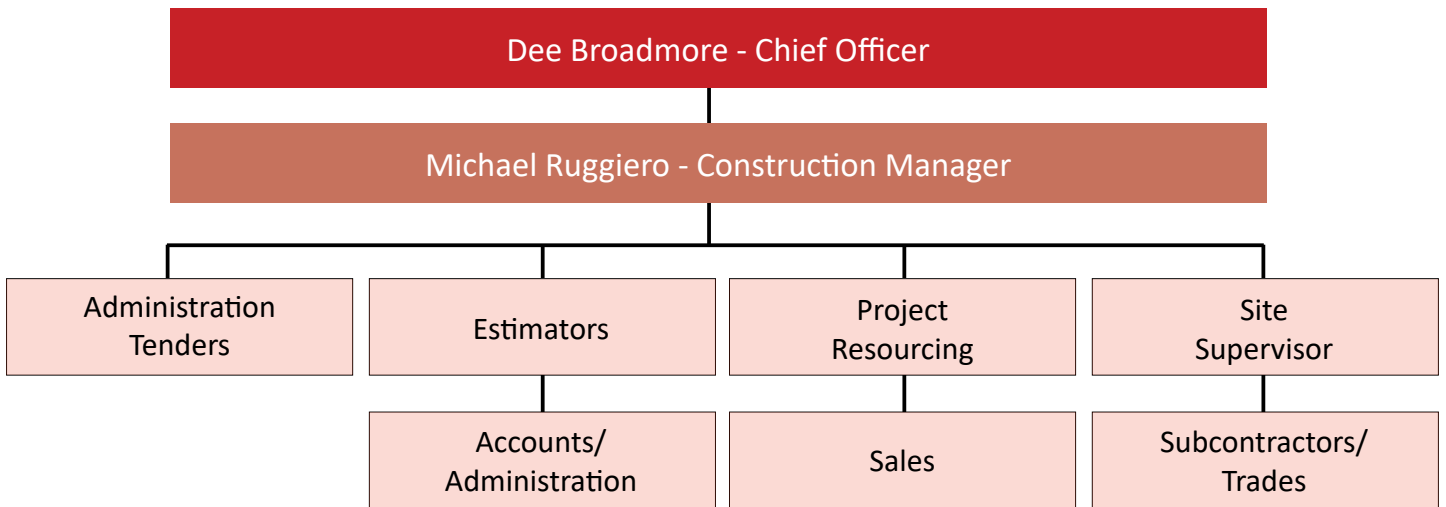 Dee Broadmore - Chief Officer
Michael Ruggiero - Construction Manager
Administration
Tenders
Estimators
Project
Resourcing
Site
Supervisor
Accounts/
Administration
Sales
Subcontractors/
Trades